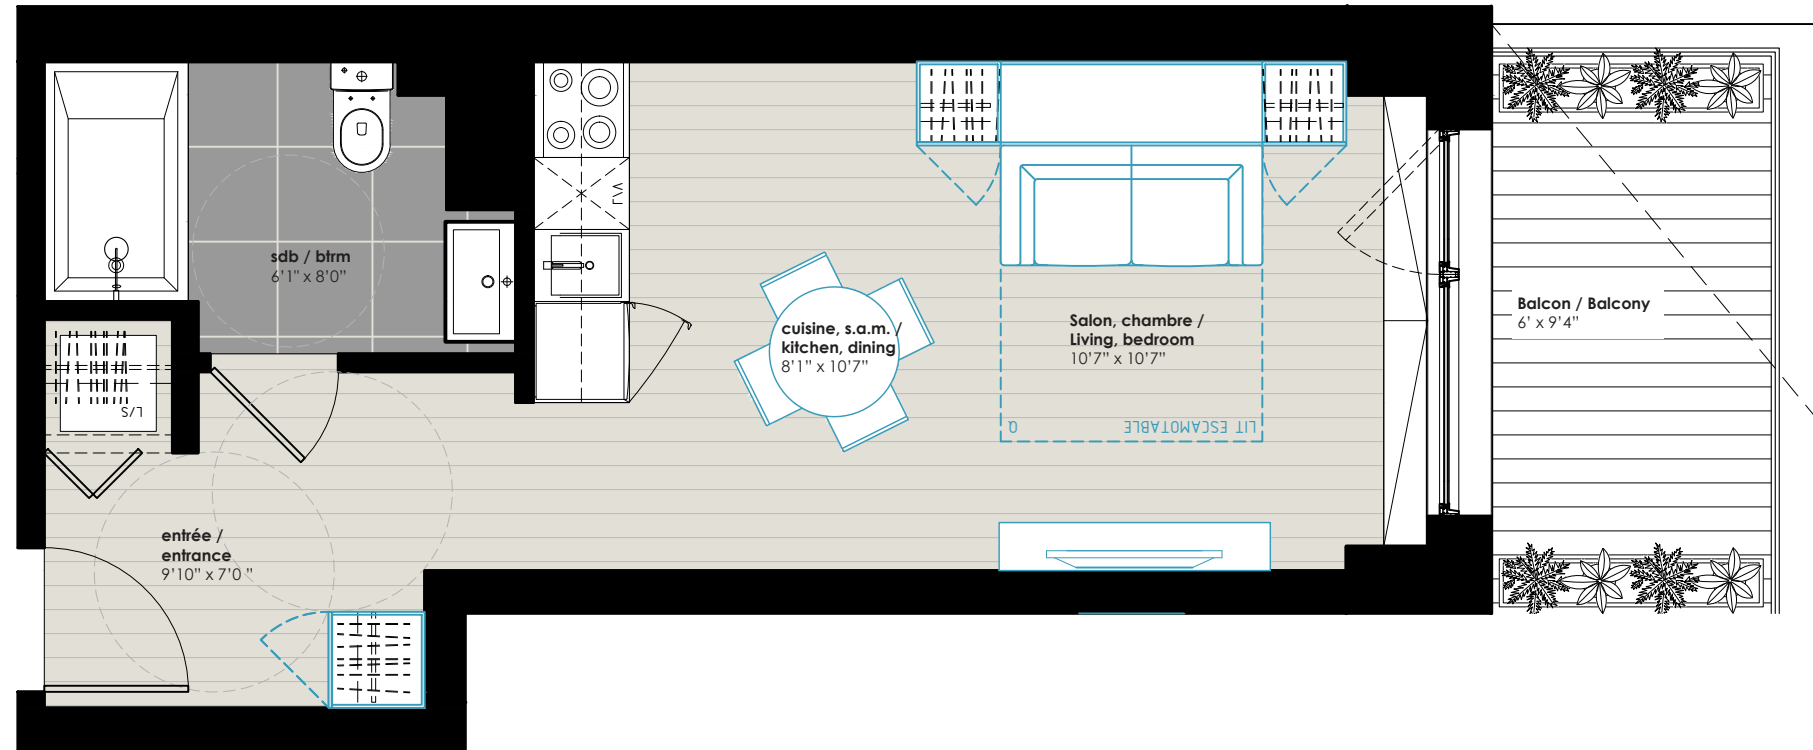 sdb / btrm
6'1" x 8'0"
L/V
cuisine, s.a.m. /
kitchen, dining
8'1" x 10'7"
Salon, chambre /
Living, bedroom
10'7" x 10'7"
Balcon / Balcony
6' x 9'4"
L/S
LIT ESCAMOTABLE
Q
entrée /
entrance
9'10" x 7'0 "